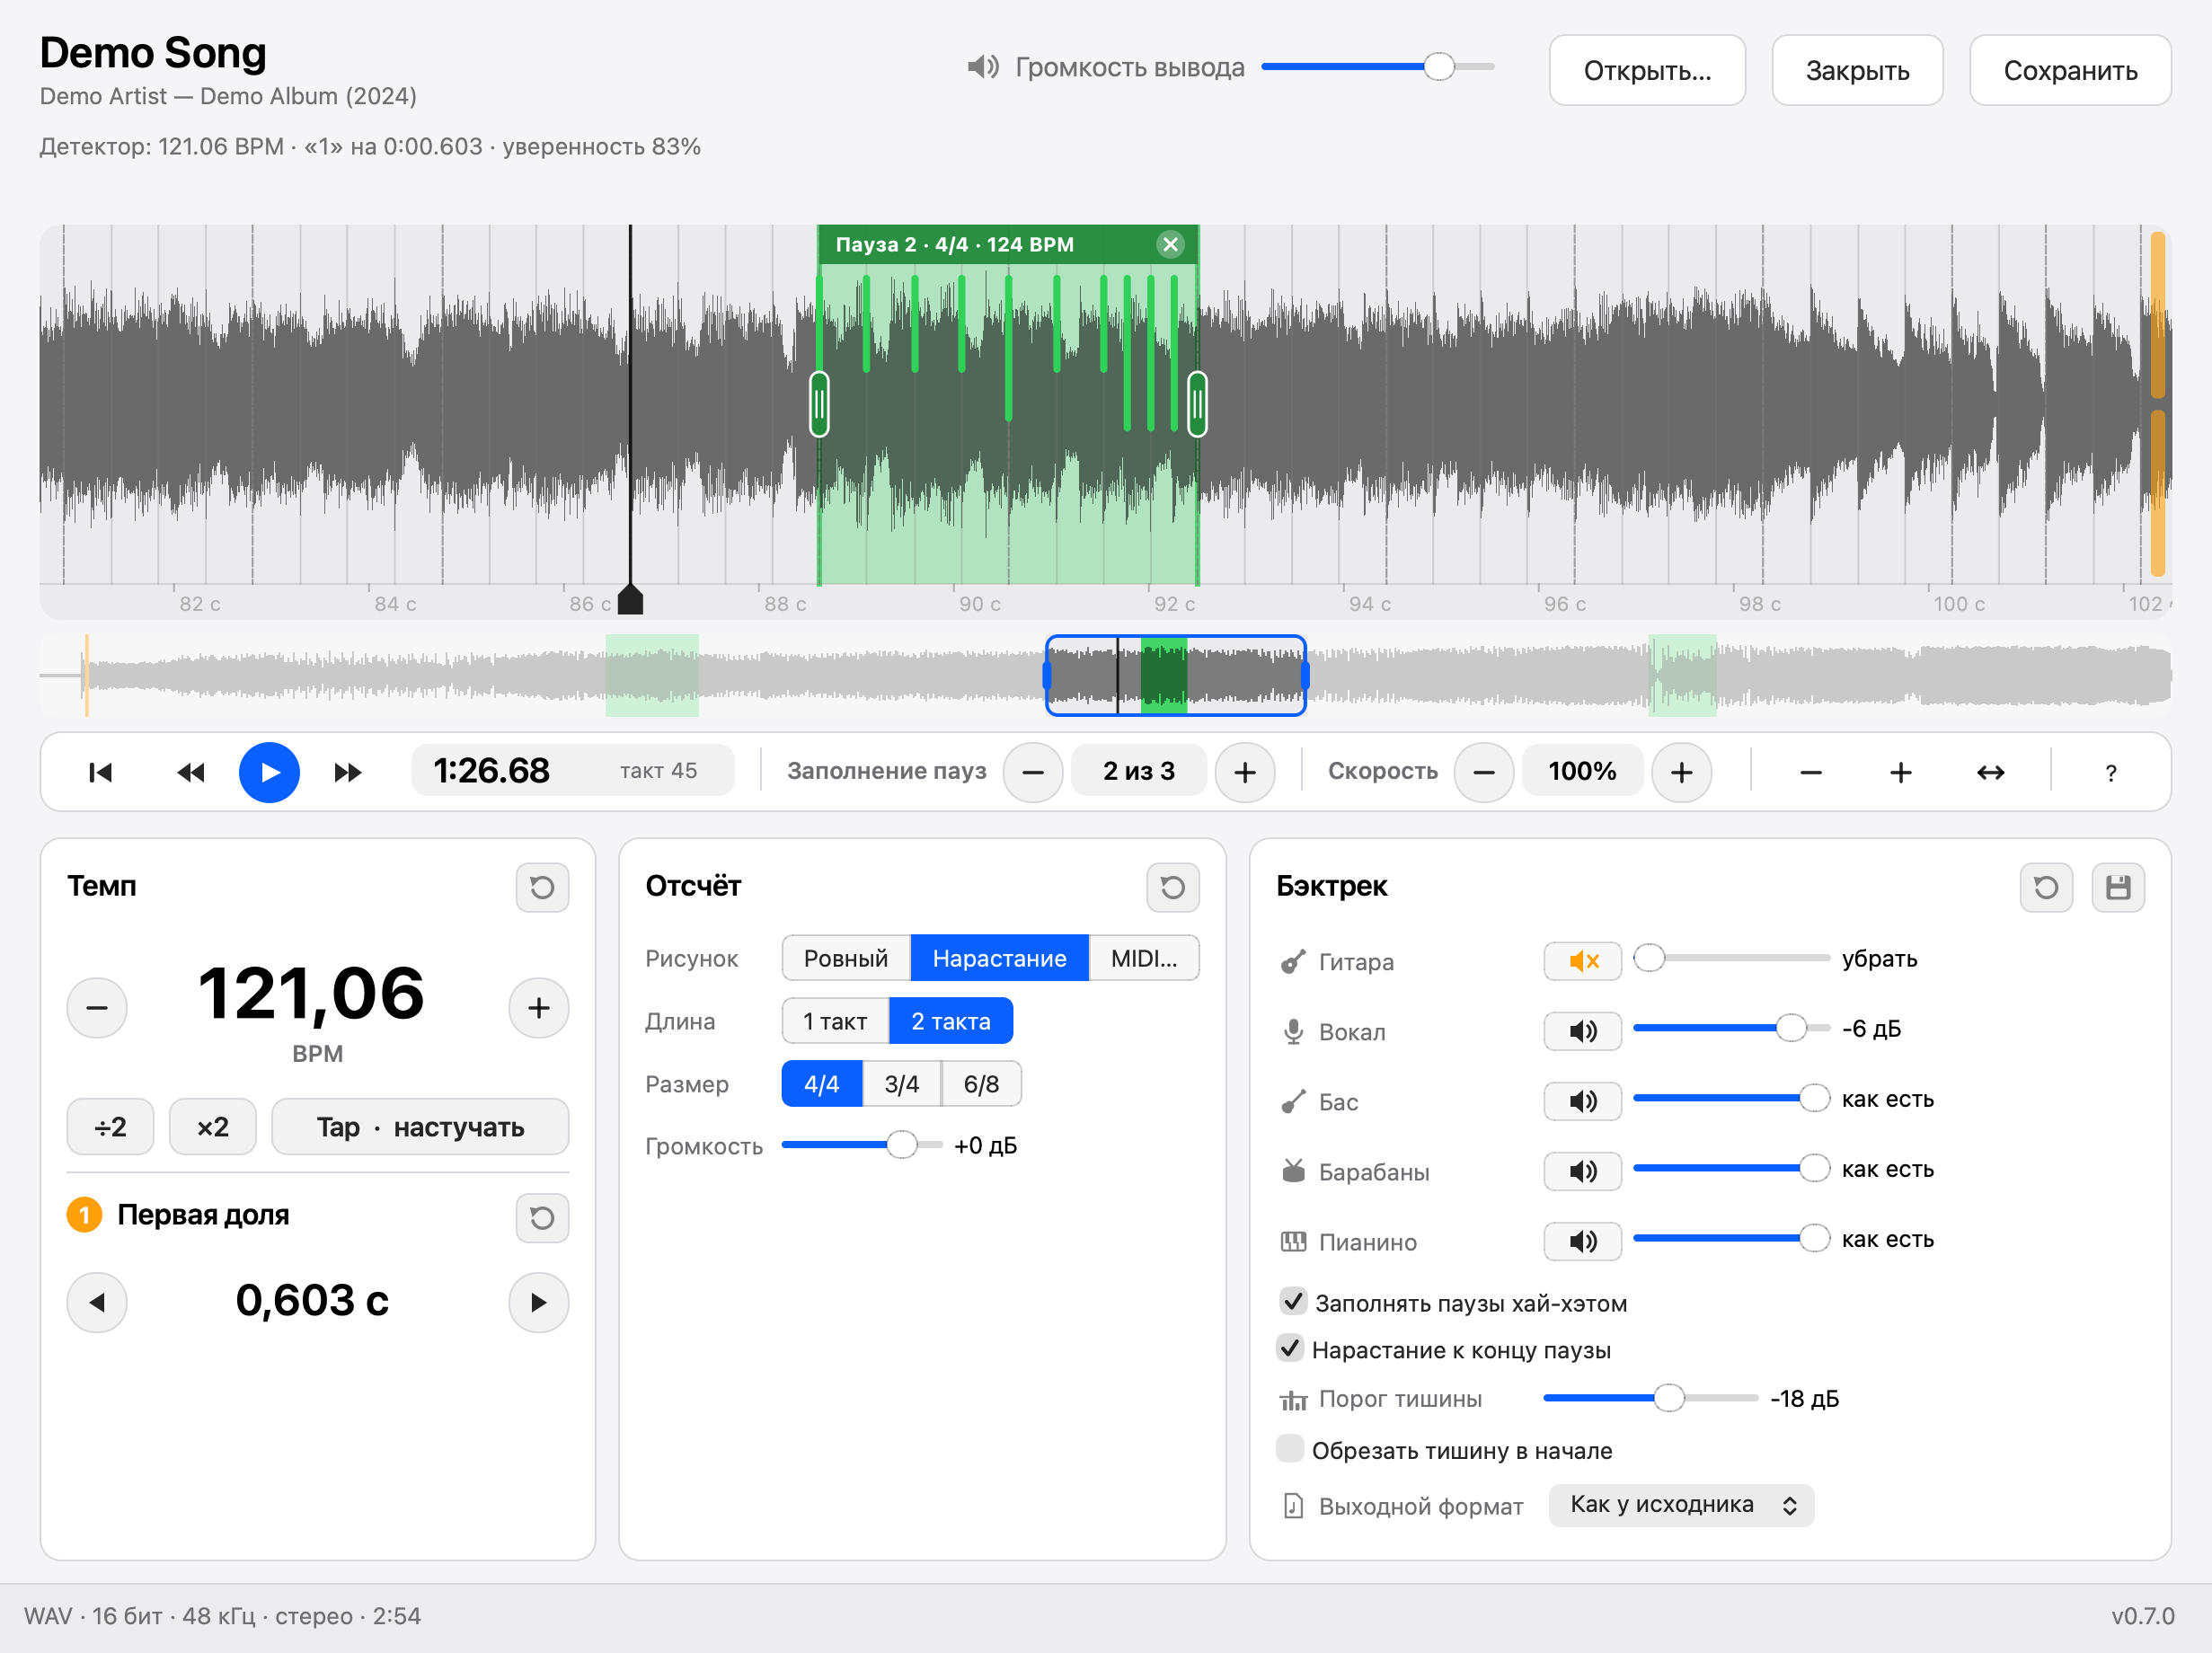 Demo Song
Demo Artist — Demo Album (2024)
Детектор: 121.06 BPM · «1» на 0:00.603 · уверенность 83%
Громкость вывода
Открыть...
Закрыть
Сохранить
Пауза 2 · 4/4 · 124 BPM
82 с
84 с
86 с
88 с
90 с
92 с
94 с
96 с
98 с
100 с
102
1:26.68
такт 45
Заполнение пауз
2 из 3
Скорость
100%
?
Темп
121,06
BPM
÷2
×2
Tap · настучать
1 Первая доля
0,603 с
Отсчёт
Рисунок
Ровный
Нарастание
MIDI...
Длина
1 такт
2 такта
Размер
4/4
3/4
6/8
Громкость
+0 дБ
Бэктрек
Гитара
убрать
Вокал
-6 дБ
Бас
как есть
Барабаны
как есть
Пианино
как есть
Заполнять паузы хай-хэтом
Нарастание к концу паузы
Порог тишины
-18 дБ
Обрезать тишину в начале
Выходной формат
Как у исходника
WAV · 16 бит · 48 кГц · стерео · 2:54
v0.7.0